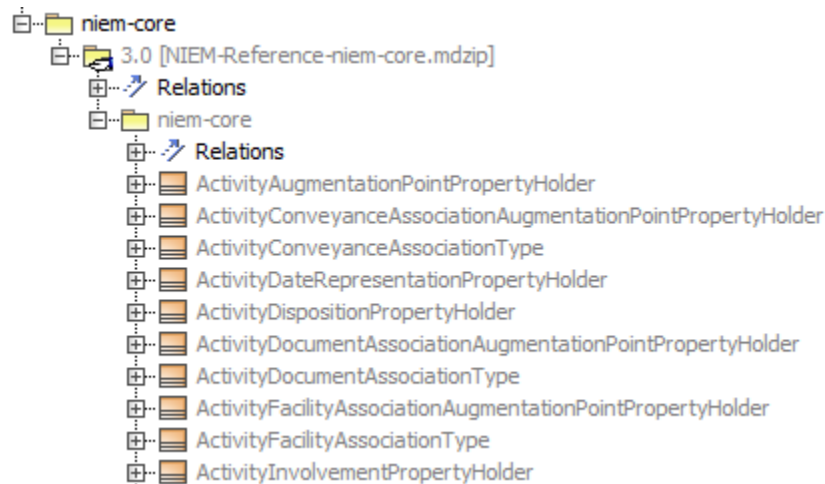 niem-core
3.0 [NIEM-Reference-niem-core.mdzip]
Relations
niem-core
Relations
ActivityAugmentationPointPropertyHolder
ActivityConveyanceAssociationAugmentationPointPropertyHolder
ActivityConveyanceAssociationType
ActivityDateRepresentationPropertyHolder
ActivityDispositionPropertyHolder
ActivityDocumentAssociationAugmentationPointPropertyHolder
ActivityDocumentAssociationType
ActivityFacilityAssociationAugmentationPointPropertyHolder
ActivityFacilityAssociationType
ActivityInvolvementPropertyHolder